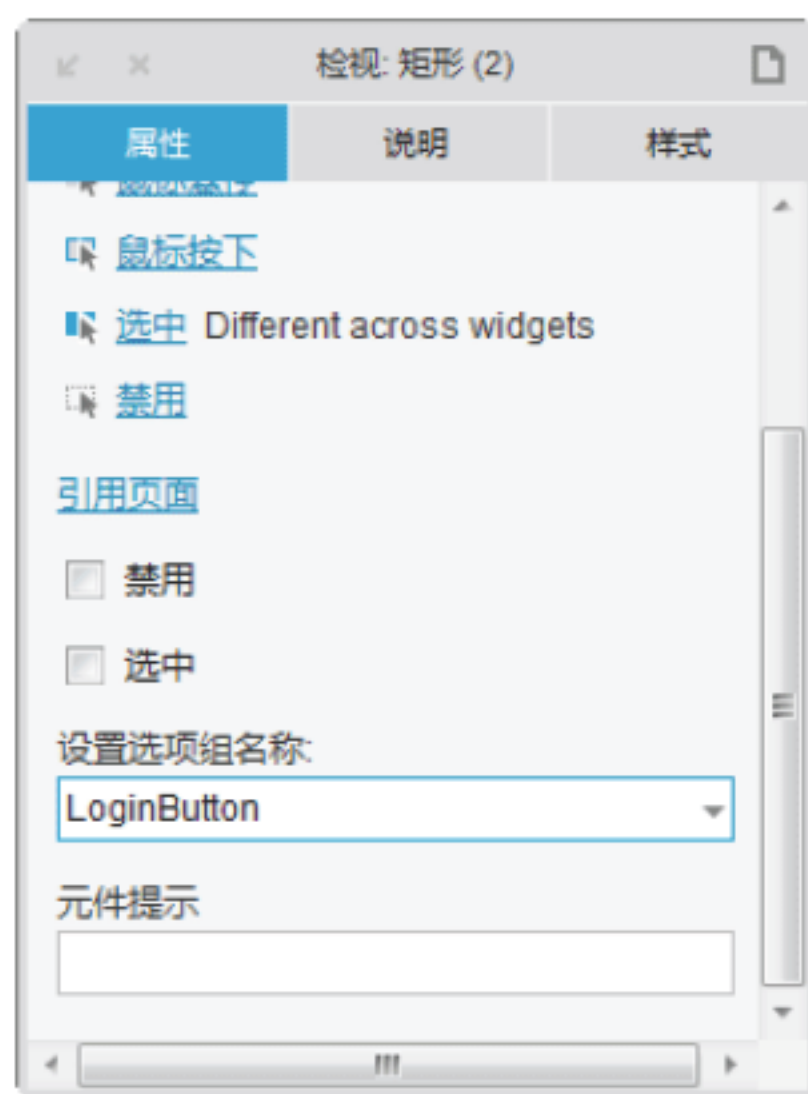 检视: 矩形 (2)
属性 说明 样式
鼠标按下
选中 Different across widgets
禁用
引用页面
禁用
选中
设置选项组名称:
LoginButton
元件提示